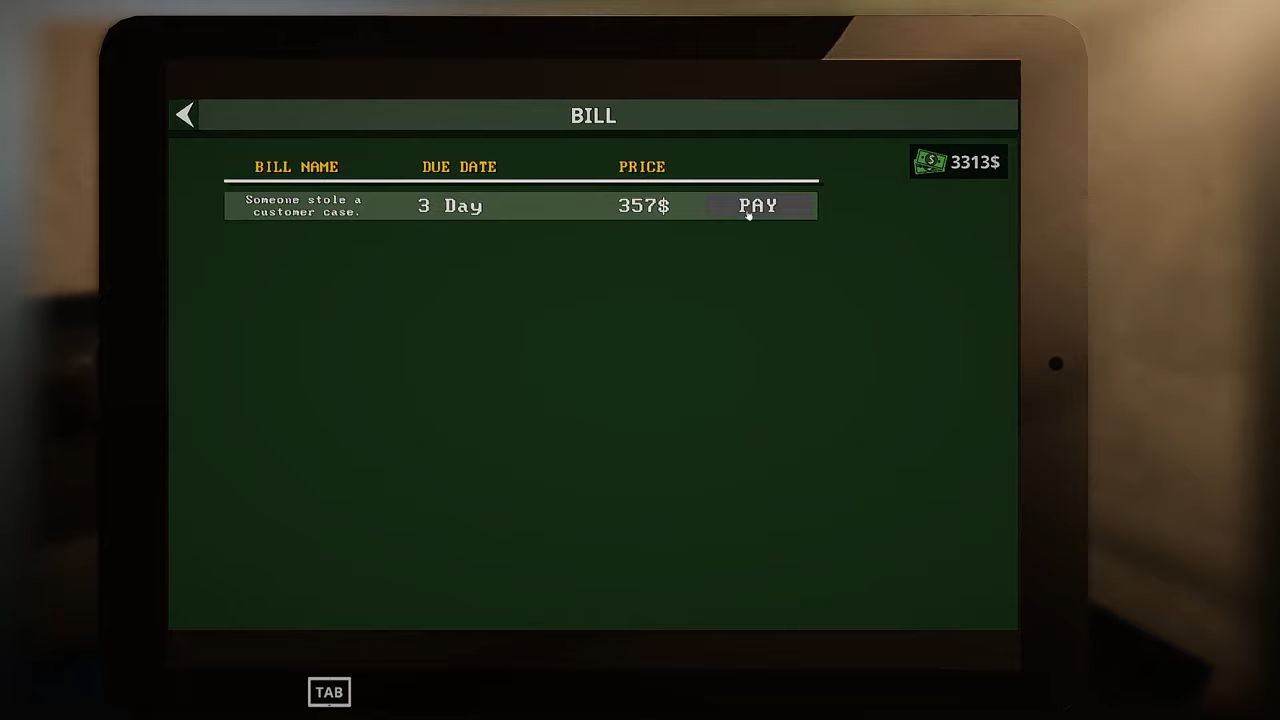 BILL
BILL NAME DUE DATE PRICE
3313$
Someone stole a
customer case.
3 Day 357$ PAY
TAB